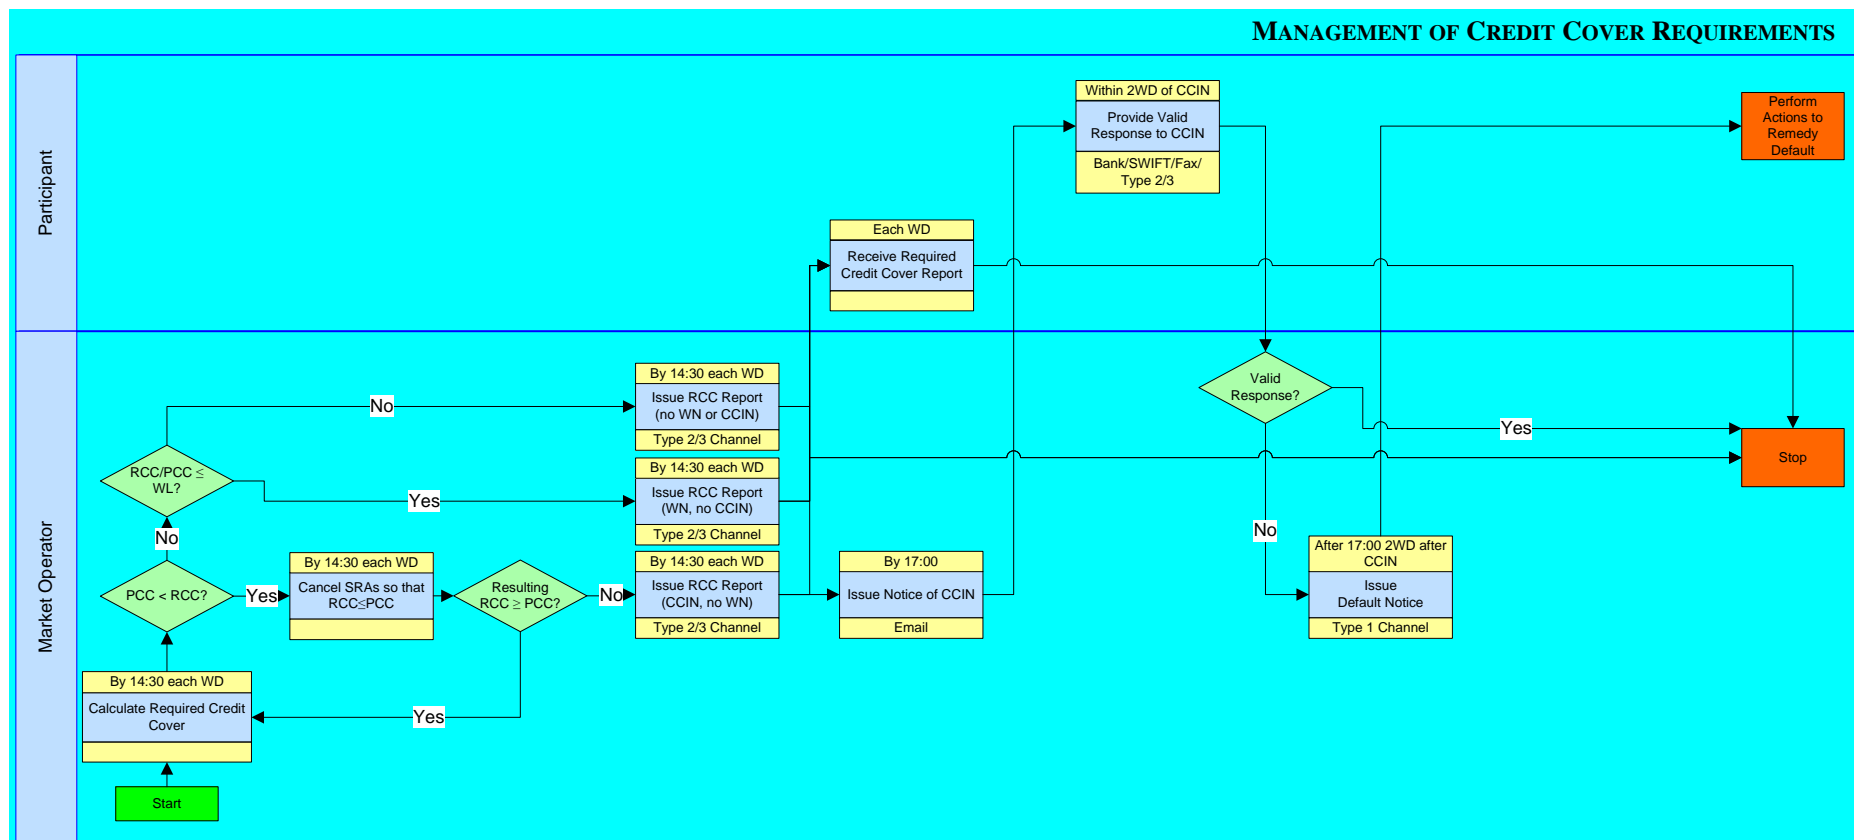 MANAGEMENT OF CREDIT COVER REQUIREMENTS
Participant
Within 2WD of CCIN
Provide Valid
Response to CCIN
Bank/SWIFT/Fax/
Type 2/3
Perform
Actions to
Remedy
Default
Each WD
Receive Required
Credit Cover Report
Market Operator
By 14:30 each WD
Issue RCC Report
(no WN or CCIN)
Type 2/3 Channel
No
Valid
Response?
Yes
Stop
RCC/PCC ≤
WL?
Yes
By 14:30 each WD
Issue RCC Report
(WN, no CCIN)
Type 2/3 Channel
No
No
PCC < RCC?
Yes
By 14:30 each WD
Cancel SRAs so that
RCC≤PCC
Resulting
RCC ≥ PCC?
No
By 14:30 each WD
Issue RCC Report
(CCIN, no WN)
Type 2/3 Channel
By 17:00
Issue Notice of CCIN
Email
After 17:00 2WD after
CCIN
Issue
Default Notice
Type 1 Channel
By 14:30 each WD
Calculate Required Credit
Cover
Yes
Start